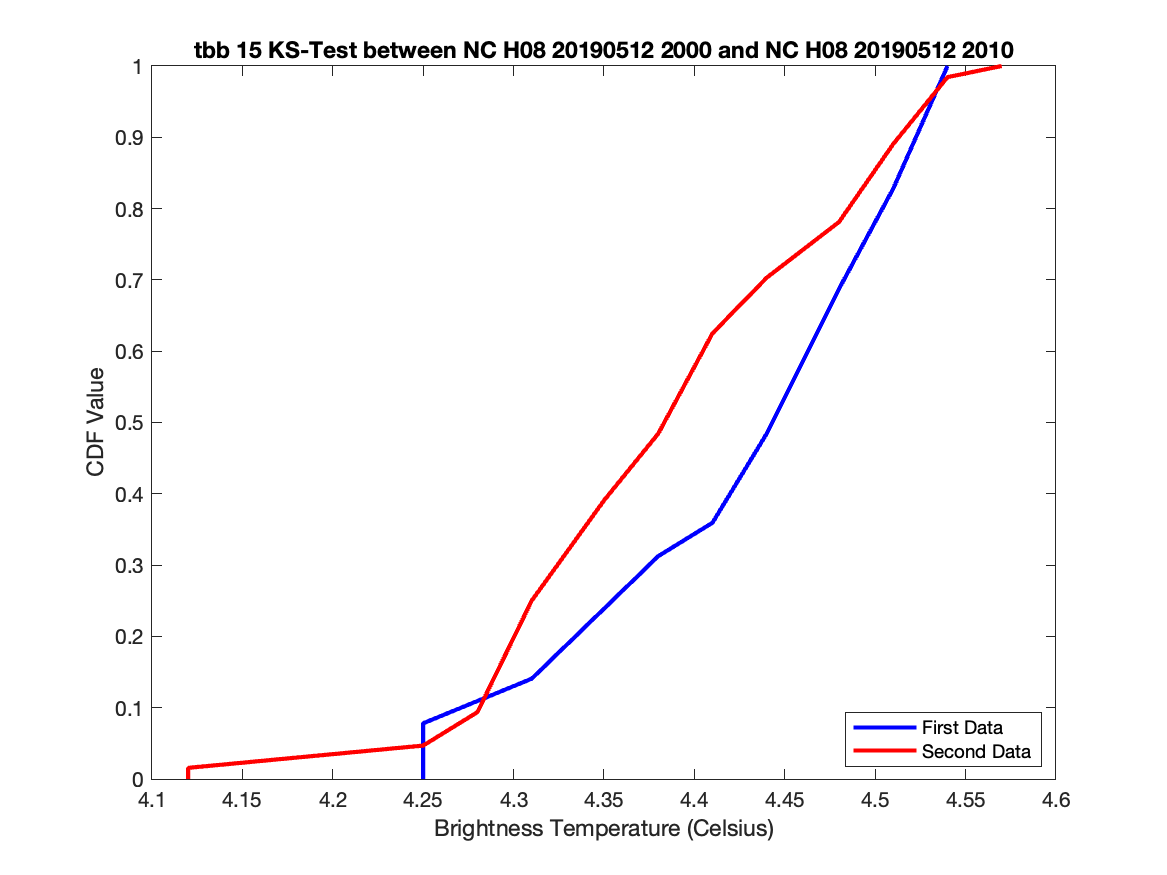 tbb 15 KS-Test between NC H08 20190512 2000 and NC H08 20190512 2010
1
0.9
0.8
0.7
0.6
0.5
0.4
0.3
0.2
0.1
0
CDF Value
4.1 4.15 4.2 4.25 4.3 4.35 4.4 4.45 4.5 4.55 4.6
Brightness Temperature (Celsius)
First Data
Second Data